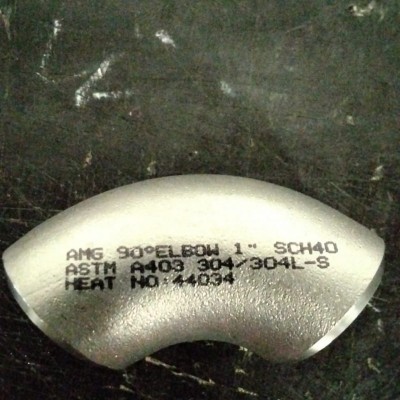 AMG 90°ELBOW 1" SCH40
ASTM A403 304/304L-S
HEAT NO:44034